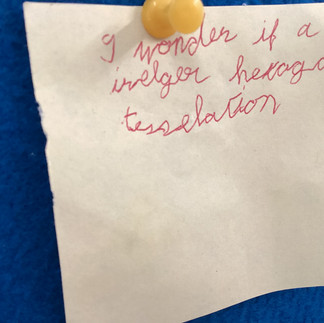 I wonder if a
irelger hexago
tesselation